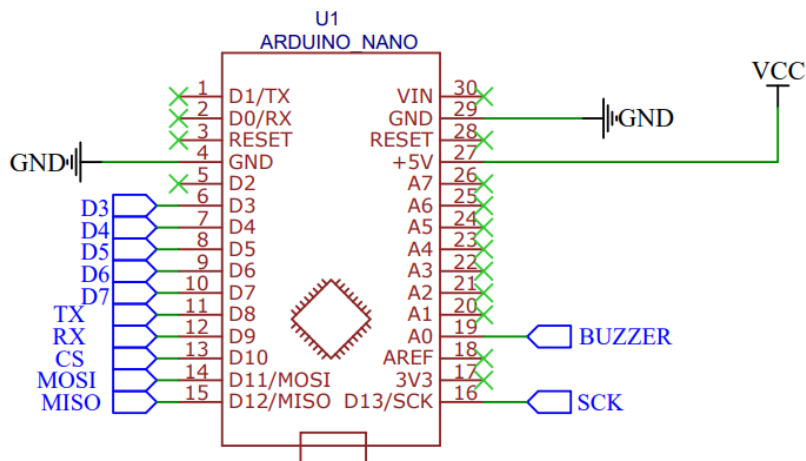 U1
ARDUINO_NANO
VCC
1 D1/TX VIN 30
2 D0/RX GND 29 GND
3 RESET RESET 28
GND 4 GND +5V 27
5 D2 A7 26
D3 6 D3 A6 25
D4 7 D4 A5 24
D5 8 D5 A4 23
D6 9 D6 A3 22
D7 10 D7 A2 21
TX 11 D8 A1 20
RX 12 D9 A0 19 BUZZER
CS 13 D10 AREF 18
MOSI 14 D11/MOSI 3V3 17
MISO 15 D12/MISO D13/SCK 16 SCK